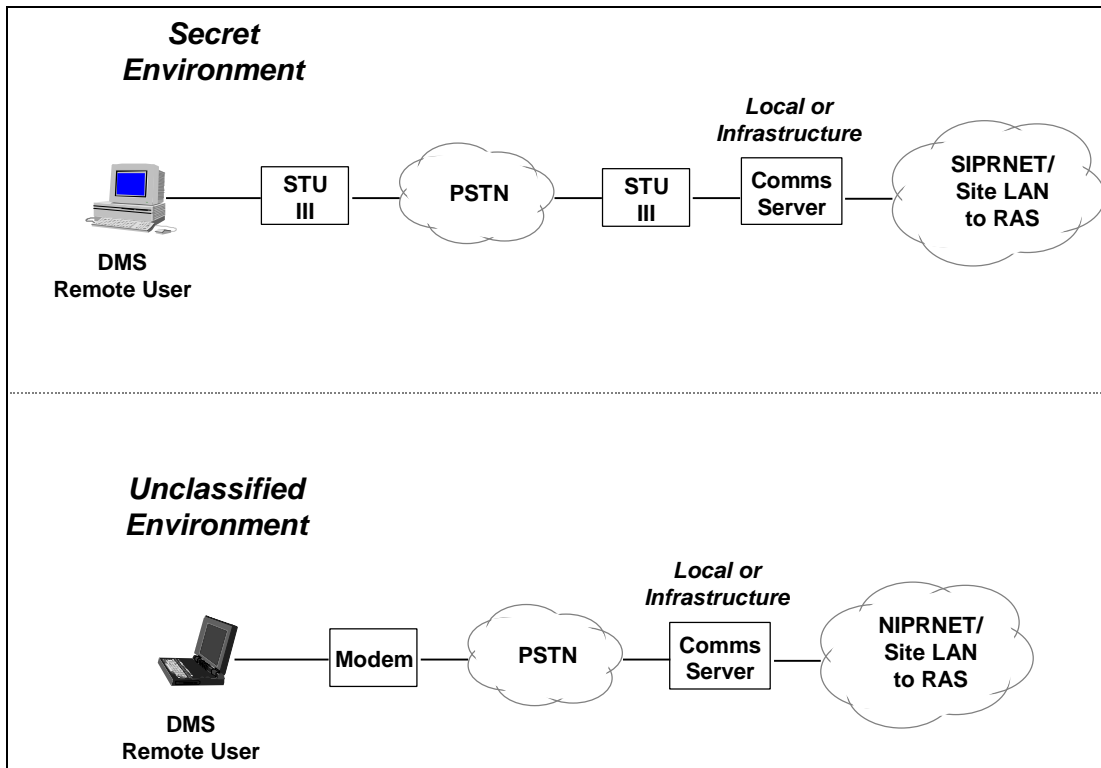 Secret
Environment
Local or
Infrastructure
STU
III
PSTN
STU
III
Comms
Server
SIPRNET/
Site LAN
to RAS
DMS
Remote User
Unclassified
Environment
Local or
Infrastructure
Modem
PSTN
Comms
Server
NIPRNET/
Site LAN
to RAS
DMS
Remote User